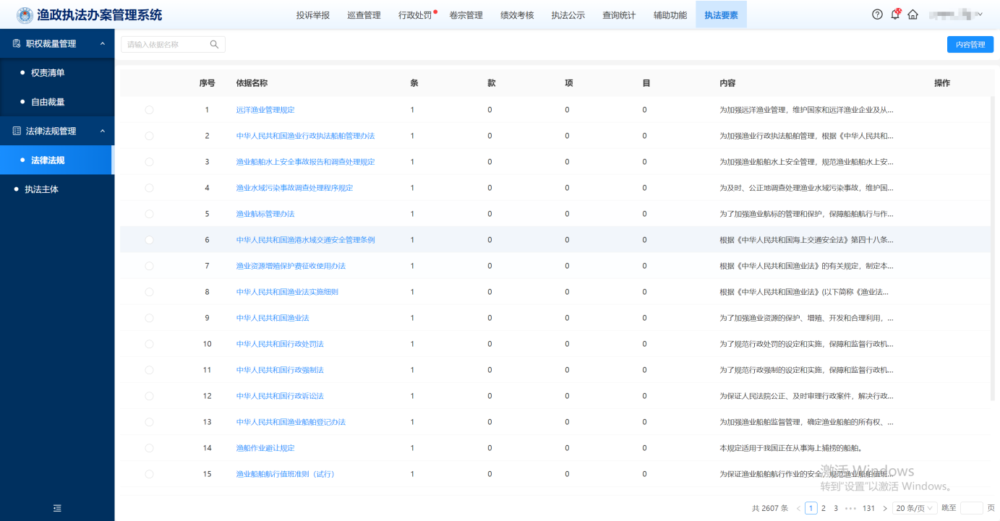 渔政执法办案管理系统 投诉举报 巡查管理 行政处罚 卷宗管理 绩效考核 执法公示 查询统计 辅助功能 执法要素
职权裁量管理
权责清单
自由裁量
法律法规管理
法律法规
执法主体
请输入依据名称 内容管理
序号 依据名称 条 款 项 目 内容 操作
1 远洋渔业管理规定 1 0 0 0 为加强远洋渔业管理，维护国家和远洋渔业企业及从...
2 中华人民共和国渔业行政执法船舶管理办法 1 0 0 0 为加强渔业行政执法船舶管理，根据《中华人民共和...
3 渔业船舶水上安全事故报告和调查处理规定 1 0 0 0 为加强渔业船舶水上安全管理，规范渔业船舶水上安...
4 渔业水域污染事故调查处理程序规定 1 0 0 0 为及时、公正地调查处理渔业水域污染事故，维护国...
5 渔业航标管理办法 1 0 0 0 为了加强渔业航标的管理和保护，保障船舶航行与作...
6 中华人民共和国渔港水域交通安全管理条例 1 0 0 0 根据《中华人民共和国海上交通安全法》第四十八条...
7 渔业资源增殖保护费征收使用办法 1 0 0 0 根据《中华人民共和国渔业法》的有关规定，制定本...
8 中华人民共和国渔业法实施细则 1 0 0 0 根据《中华人民共和国渔业法》(以下简称《渔业法...
9 中华人民共和国渔业法 1 0 0 0 为了加强渔业资源的保护、增殖、开发和合理利用，...
10 中华人民共和国行政处罚法 1 0 0 0 为了规范行政处罚的设定和实施，保障和监督行政机...
11 中华人民共和国行政强制法 1 0 0 0 为了规范行政强制的设定和实施，保障和监督行政机...
12 中华人民共和国行政诉讼法 1 0 0 0 为保证人民法院公正、及时审理行政案件，解决行政...
13 中华人民共和国渔业船舶登记办法 1 0 0 0 为加强渔业船舶监督管理，确定渔业船舶的所有权、...
14 渔船作业避让规定 1 0 0 0 本规定适用于我国正在从事海上捕捞的船舶。
15 渔业船舶航行值班准则（试行） 1 0 0 0 为保证渔业船舶航行作业的安全，规范渔业船舶值班...
激活 Windows
转到"设置"以激活 Windows。
共 2607 条 < 1 2 3 ••• 131 > 20 条/页 跳至 页